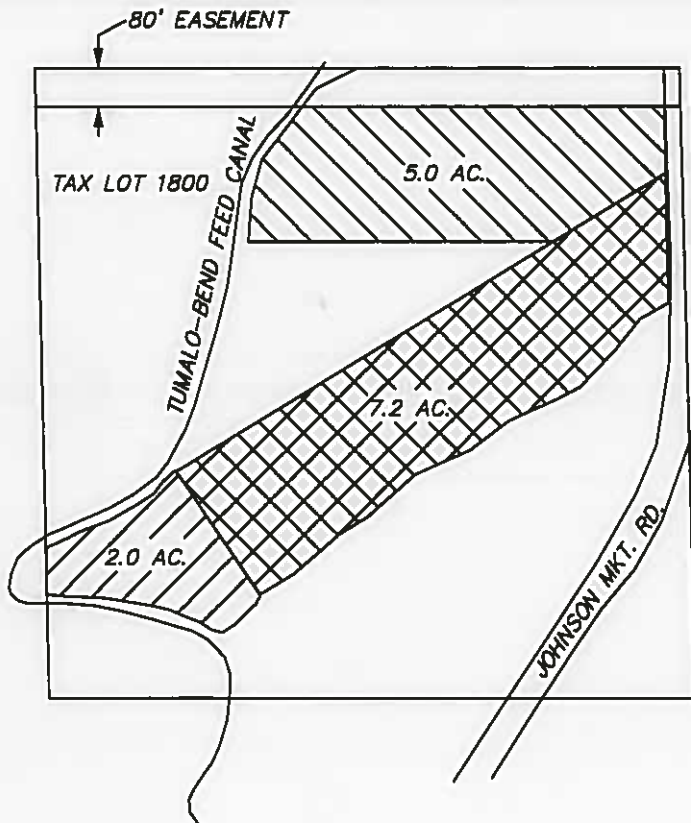 80' EASEMENT
TAX LOT 1800
TUMALO-BEND FEED CANAL
5.0 AC.
7.2 AC.
2.0 AC.
JOHNSON MKT. RD.